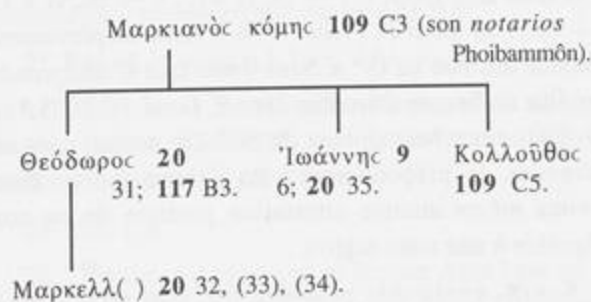 Μαρκιανὸϲ κόμηϲ 109 C3 (son notarios
Phoibammôn).
Θεόδωροϲ 20
31; 117 B3.
Ἰωάννηϲ 9
6; 20 35.
Κολλοῦθοϲ
109 C5.
Μαρκελλ( ) 20 32, (33), (34).